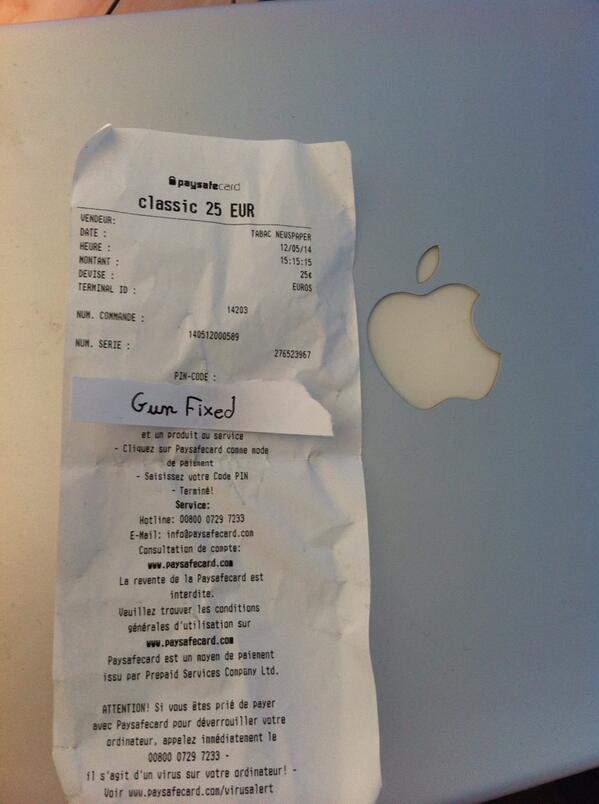 paysafecard
classic 25 EUR
VENDEUR:
TABAC NEWSPAPER
DATE : 12/05/14
HEURE : 15:15:15
MONTANT : 25€
DEVISE : EUROS
TERMINAL ID :
14203
NUM. COMMANDE :
140512000589
NUM. SERIE :
276523967
PIN-CODE :
Gum Fixed
et un produit ou service
- Cliquez sur Paysafecard comme mode
de paiment
- Saisissez votre Code PIN
- Terminé!
Service:
Hotline: 00800 0729 7233
E-Mail: info@paysafecard.com
Consultation de compte:
www.paysafecard.com
La revente de la Paysafecard est
interdite.
Veuillez trouver les conditions
générales d'utilisation sur
www.paysafecard.com
Paysafecard est un moyen de paiement
issu par Prepaid Services Company Ltd.
ATTENTION! Si vous êtes prié de payer
avec Paysafecard pour déverrouiller votre
ordinateur, appelez immédiatement le
00800 0729 7233 -
il s'agit d'un virus sur votre ordinateur! -
Voir www.paysafecard.com/virusalert